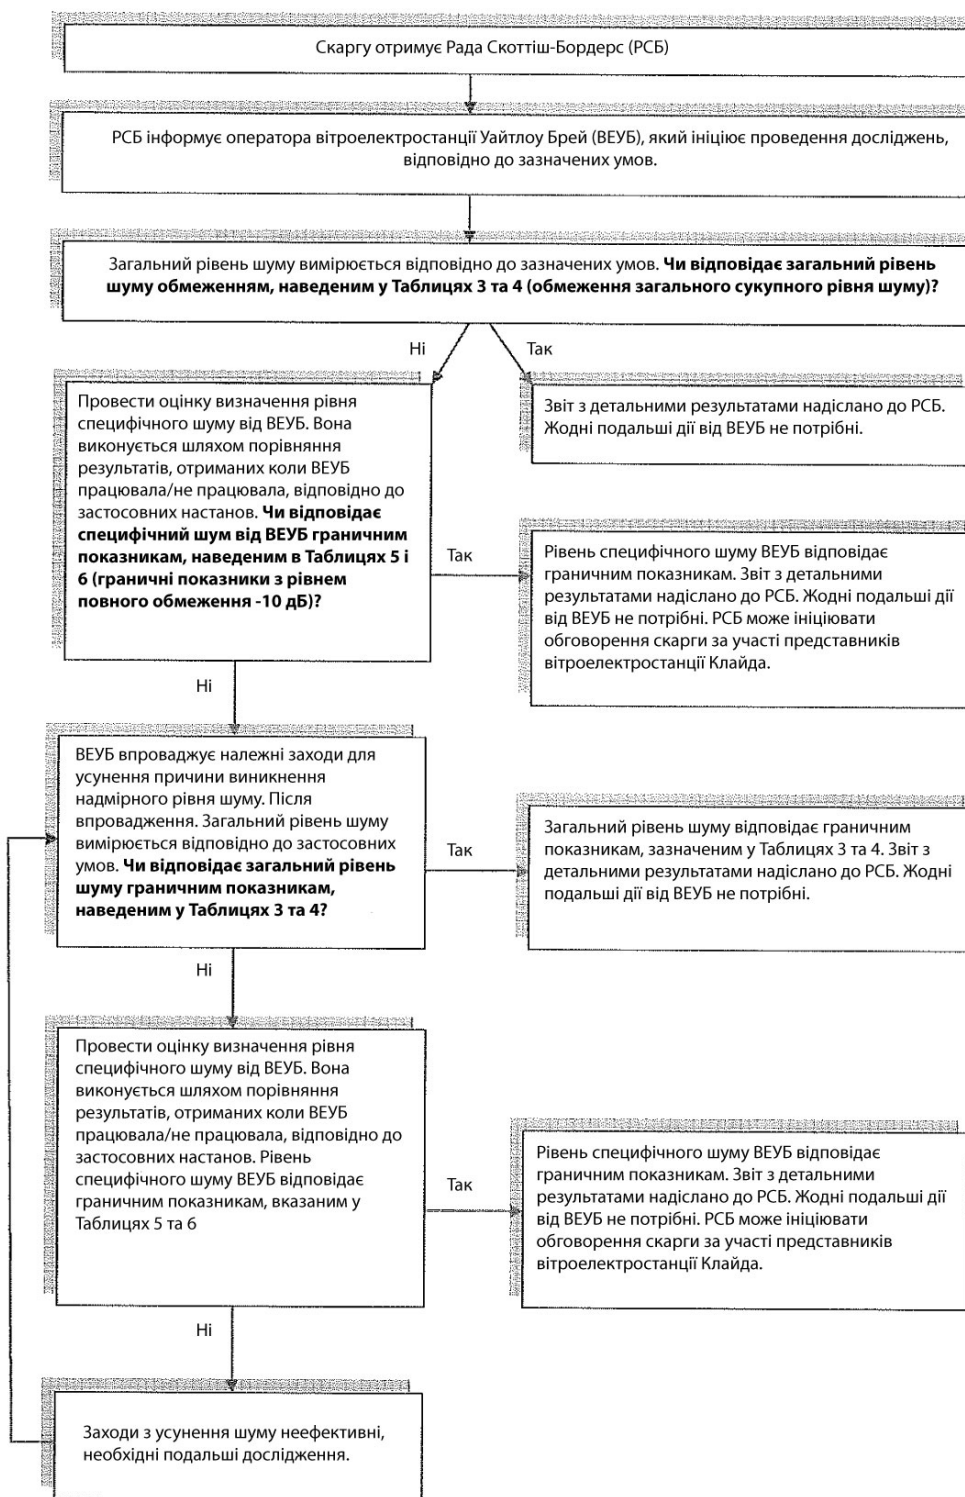 Скаргу отримує Рада Скоттіш-Бордерс (РСБ)
РСБ інформує оператора вітроелектростанції Уайтлоу Брей (ВЕУБ), який ініціює проведення досліджень,
відповідно до зазначених умов.
Загальний рівень шуму вимірюється відповідно до зазначених умов. Чи відповідає загальний рівень
шуму обмеженням, наведеним у Таблицях 3 та 4 (обмеження загального сукупного рівня шуму)?
Ні
Так
Провести оцінку визначення рівня
специфічного шуму від ВЕУБ. Вона
виконується шляхом порівняння
результатів, отриманих коли ВЕУБ
працювала/не працювала, відповідно до
застосовних настанов. Чи відповідає
специфічний шум від ВЕУБ граничним
показникам, наведеним в Таблицях 5 і
6 (граничні показники з рівнем
повного обмеження -10 дБ)?
Звіт з детальними результатами надіслано до РСБ.
Жодні подальші дії від ВЕУБ не потрібні.
Так
Рівень специфічного шуму ВЕУБ відповідає
граничним показникам. Звіт з детальними
результатами надіслано до РСБ. Жодні подальші дії
від ВЕУБ не потрібні. РСБ може ініціювати
обговорення скарги за участі представників
вітроелектростанції Клайда.
Ні
ВЕУБ впроваджує належні заходи для
усунення причини виникнення
надмірного рівня шуму. Після
впровадження. Загальний рівень шуму
вимірюється відповідно до застосовних
умов. Чи відповідає загальний рівень
шуму граничним показникам,
наведеним у Таблицях 3 та 4?
Так
Загальний рівень шуму відповідає граничним
показникам, зазначеним у Таблицях 3 та 4. Звіт з
детальними результатами надіслано до РСБ. Жодні
подальші дії від ВЕУБ не потрібні.
Ні
Провести оцінку визначення рівня
специфічного шуму від ВЕУБ. Вона
виконується шляхом порівняння
результатів, отриманих коли ВЕУБ
працювала/не працювала, відповідно до
застосовних настанов. Рівень
специфічного шуму ВЕУБ відповідає
граничним показникам, вказаним у
Таблицях 5 та 6
Так
Рівень специфічного шуму ВЕУБ відповідає
граничним показникам. Звіт з детальними
результатами надіслано до РСБ. Жодні подальші дії
від ВЕУБ не потрібні. РСБ може ініціювати
обговорення скарги за участі представників
вітроелектростанції Клайда.
Ні
Заходи з усунення шуму неефективні,
необхідні подальші дослідження.